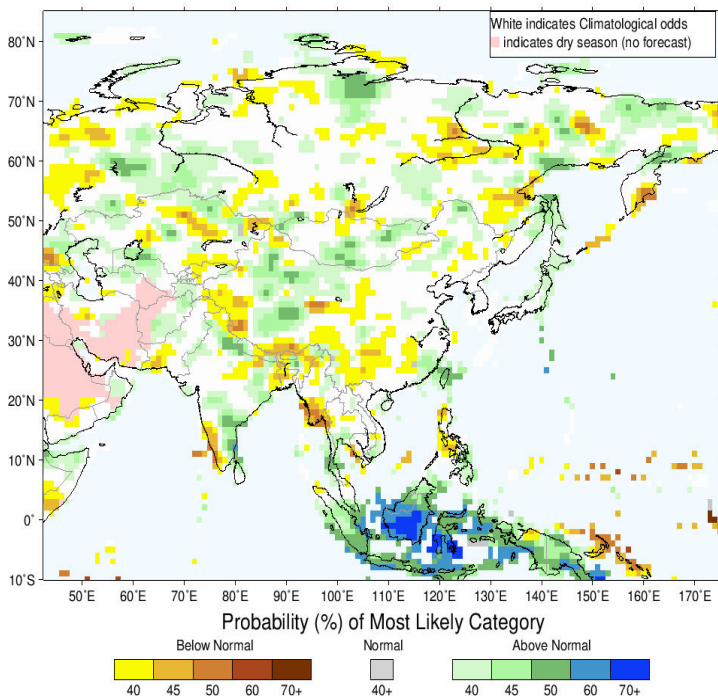 White indicates Climatological odds
indicates dry season (no forecast)
80°N
70°N
60°N
50°N
40°N
30°N
20°N
10°N
0°
10°S
50°E
60°E
70°E
80°E
90°E
100°E
110°E
120°E
130°E
140°E
150°E
160°E
170°E
Probability (%) of Most Likely Category
Below Normal
Normal
Above Normal
40 45 50 60 70+
40+
40 45 50 60 70+